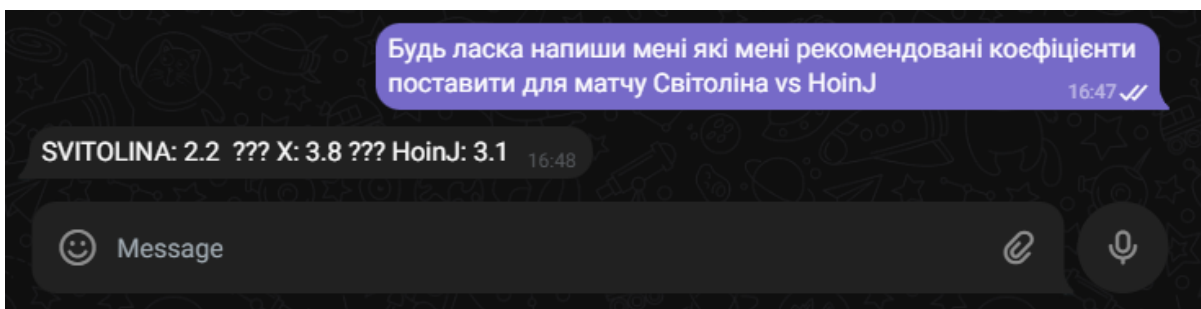 Будь ласка напиши мені які мені рекомендовані коєфіцієнти
поставити для матчу Світоліна vs HoinJ
16:47
SVITOLINA: 2.2 ??? X: 3.8 ??? HoinJ: 3.1 16:48
Message